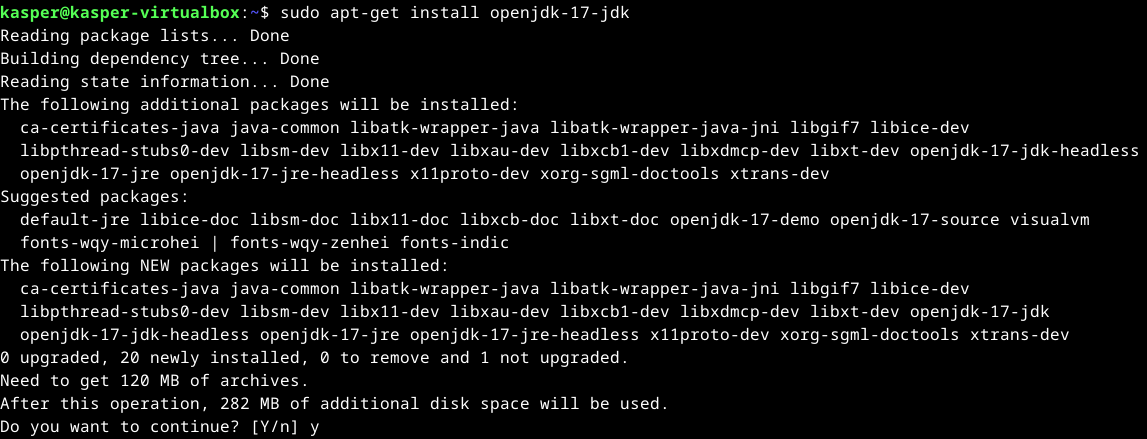 kasper@kasper-virtualbox:~$ sudo apt-get install openjdk-17-jdk
Reading package lists... Done
Building dependency tree... Done
Reading state information... Done
The following additional packages will be installed:
  ca-certificates-java java-common libatk-wrapper-java libatk-wrapper-java-jni libgif7 libice-dev
  libpthread-stubs0-dev libsm-dev libx11-dev libxau-dev libxcb1-dev libxdmcp-dev libxt-dev openjdk-17-jdk-headless
  openjdk-17-jre openjdk-17-jre-headless x11proto-dev xorg-sgml-doctools xtrans-dev
Suggested packages:
  default-jre libice-doc libsm-doc libx11-doc libxcb-doc libxt-doc openjdk-17-demo openjdk-17-source visualvm
  fonts-wqy-microhei | fonts-wqy-zenhei fonts-indic
The following NEW packages will be installed:
  ca-certificates-java java-common libatk-wrapper-java libatk-wrapper-java-jni libgif7 libice-dev
  libpthread-stubs0-dev libsm-dev libx11-dev libxau-dev libxcb1-dev libxdmcp-dev libxt-dev openjdk-17-jdk
  openjdk-17-jdk-headless openjdk-17-jre openjdk-17-jre-headless x11proto-dev xorg-sgml-doctools xtrans-dev
0 upgraded, 20 newly installed, 0 to remove and 1 not upgraded.
Need to get 120 MB of archives.
After this operation, 282 MB of additional disk space will be used.
Do you want to continue? [Y/n] y